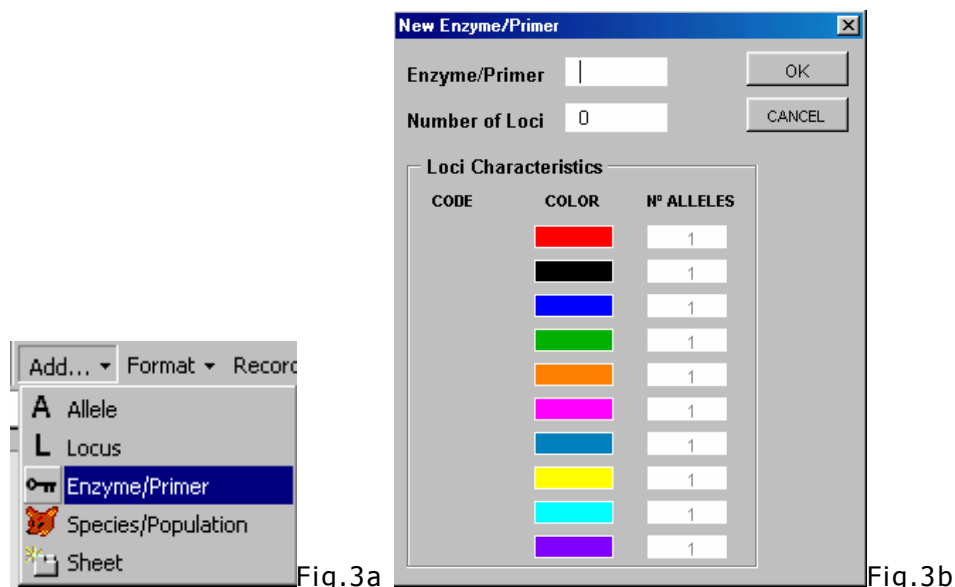 Add... Format Recor
A Allele
L Locus
Enzyme/Primer
Species/Population
Sheet
Fig.3a
New Enzyme/Primer
Enzyme/Primer OK
Number of Loci 0 CANCEL
Loci Characteristics
CODE COLOR Nº ALLELES
1
1
1
1
1
1
1
1
1
1
Fig.3b